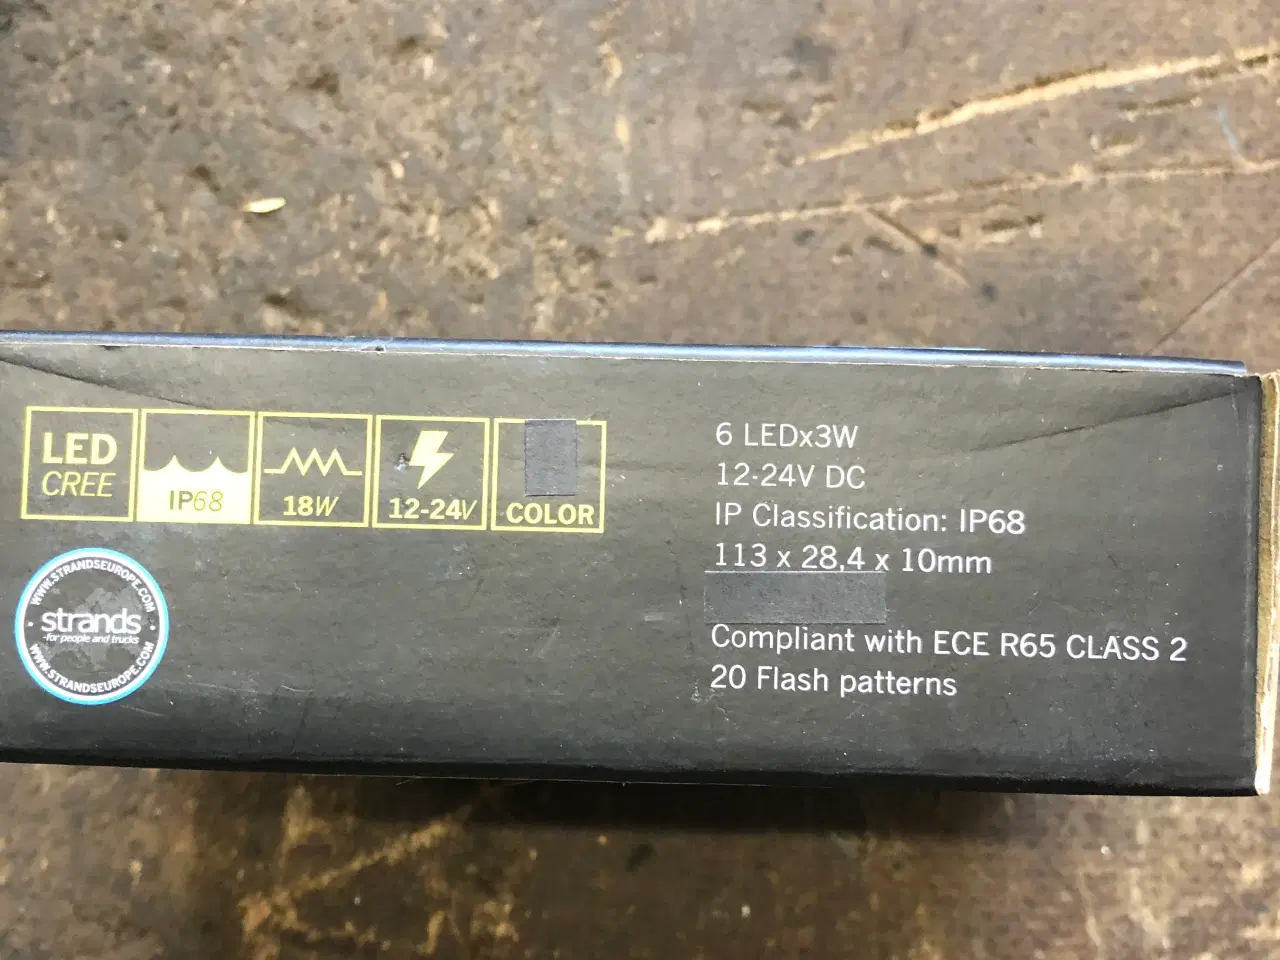 LED
CREE
IP68
18W
12-24V
COLOR
6 LEDx3W
12-24V DC
IP Classification: IP68
113 x 28,4 x 10mm
Compliant with ECE R65 CLASS 2
20 Flash patterns
WWW.STRANDSEUROPE.COM
strands
-for people and trucks
WWW.STRANDSEUROPE.COM